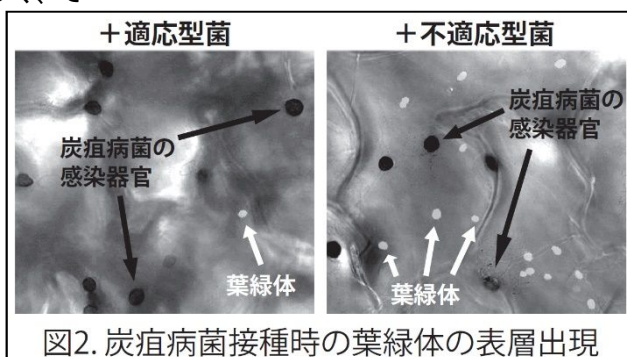 +適応型菌
炭疽病菌の
感染器官
葉緑体
+不適応型菌
炭疽病菌の
感染器官
葉緑体
図2. 炭疽病菌接種時の葉緑体の表層出現